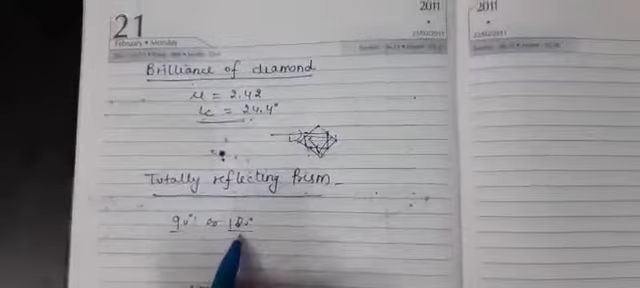 2011
2011
21
February • Monday
Brilliance of diamond
μ = 2.42
ic = 24.4°
Totally reflecting Prism
90° or 180°